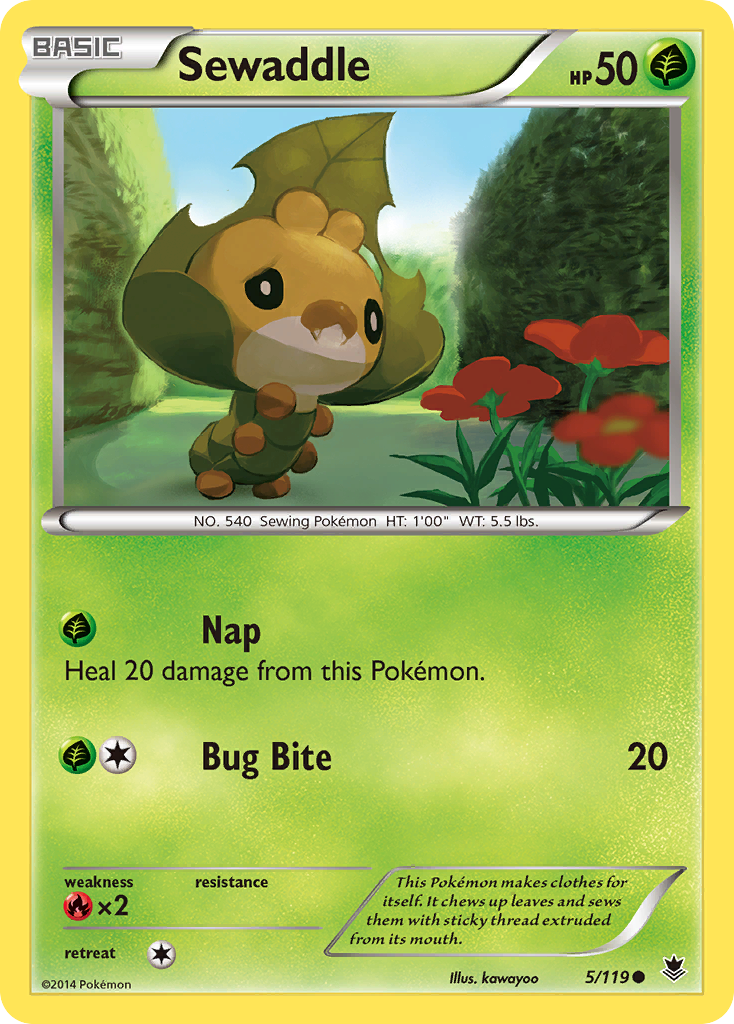 BASIC
Sewaddle
HP 50
NO. 540 Sewing Pokémon HT: 1'00" WT: 5.5 lbs.
Nap
Heal 20 damage from this Pokémon.
Bug Bite 20
weakness resistance
×2
retreat
This Pokémon makes clothes for
itself. It chews up leaves and sews
them with sticky thread extruded
from its mouth.
©2014 Pokémon
Illus. kawayoo
5/119